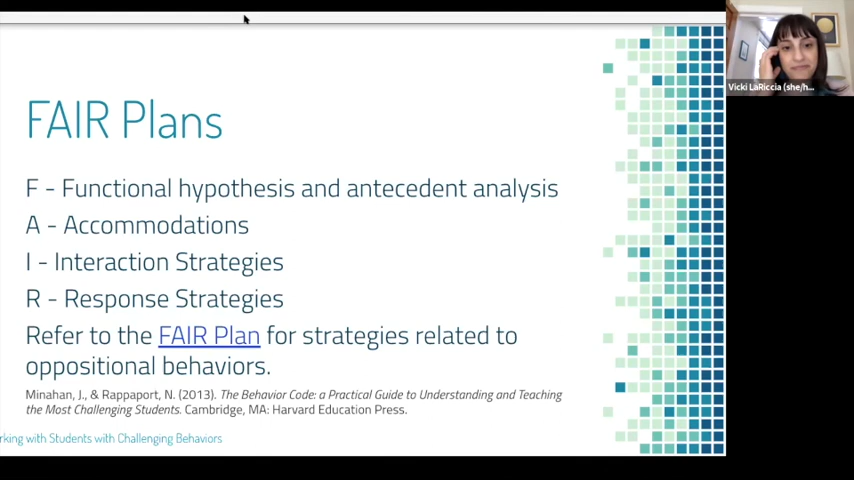 FAIR Plans
F - Functional hypothesis and antecedent analysis
A - Accommodations
I - Interaction Strategies
R - Response Strategies
Refer to the FAIR Plan for strategies related to
oppositional behaviors.
Minahan, J., & Rappaport, N. (2013). The Behavior Code: a Practical Guide to Understanding and Teaching
the Most Challenging Students. Cambridge, MA: Harvard Education Press.
rking with Students with Challenging Behaviors
Vicki LaRiccia (she/h...